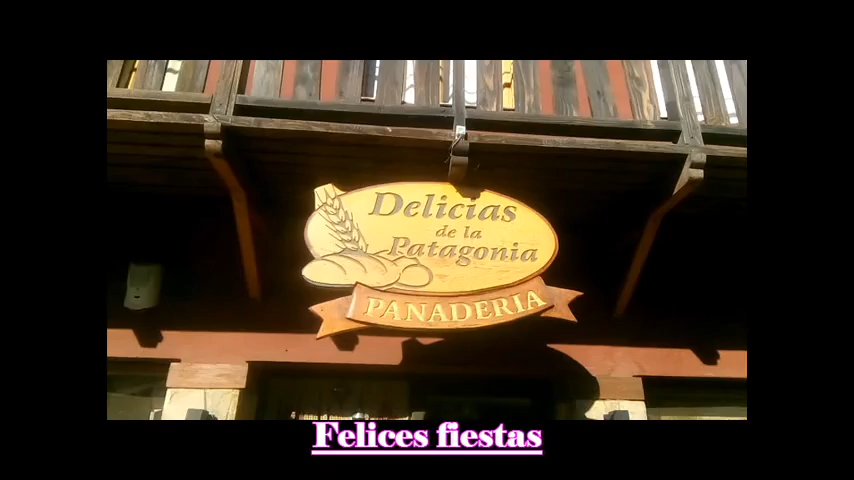 Delicias
de la
Patagonia
PANADERIA
Felices fiestas